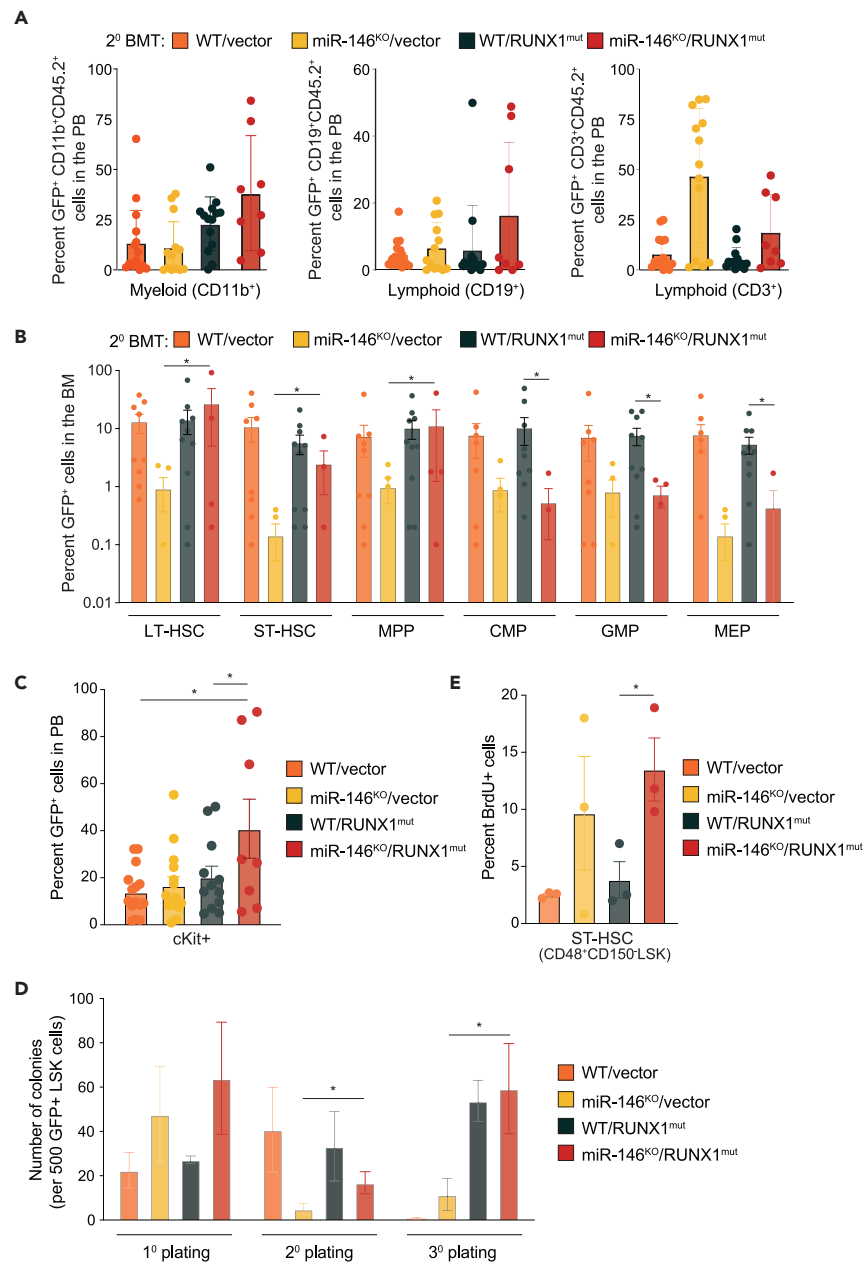 A
2⁰ BMT: WT/vector miR-146ᴷᴼ/vector WT/RUNX1ᵐᵘᵗ miR-146ᴷᴼ/RUNX1ᵐᵘᵗ
Percent GFP⁺ CD11b⁺CD45.2⁺
cells in the PB
100
75
50
25
0
Myeloid (CD11b⁺)
Percent GFP⁺ CD19⁺CD45.2⁺
cells in the PB
60
40
20
0
Lymphoid (CD19⁺)
Percent GFP⁺ CD3⁺CD45.2⁺
cells in the PB
100
75
50
25
0
Lymphoid (CD3⁺)
B
2⁰ BMT: WT/vector miR-146ᴷᴼ/vector WT/RUNX1ᵐᵘᵗ miR-146ᴷᴼ/RUNX1ᵐᵘᵗ
Percent GFP⁺ cells in the BM
100
10
1
0.1
0.01
* * * * * *
LT-HSC ST-HSC MPP CMP GMP MEP
C
Percent GFP⁺ cells in PB
100
80
60
40
20
0
* *
cKit+
WT/vector
miR-146ᴷᴼ/vector
WT/RUNX1ᵐᵘᵗ
miR-146ᴷᴼ/RUNX1ᵐᵘᵗ
E
Percent BrdU+ cells
20
15
10
5
0
*
ST-HSC
(CD48⁺CD150⁻LSK)
WT/vector
miR-146ᴷᴼ/vector
WT/RUNX1ᵐᵘᵗ
miR-146ᴷᴼ/RUNX1ᵐᵘᵗ
D
Number of colonies
(per 500 GFP+ LSK cells)
100
80
60
40
20
0
* *
1⁰ plating 2⁰ plating 3⁰ plating
WT/vector
miR-146ᴷᴼ/vector
WT/RUNX1ᵐᵘᵗ
miR-146ᴷᴼ/RUNX1ᵐᵘᵗ